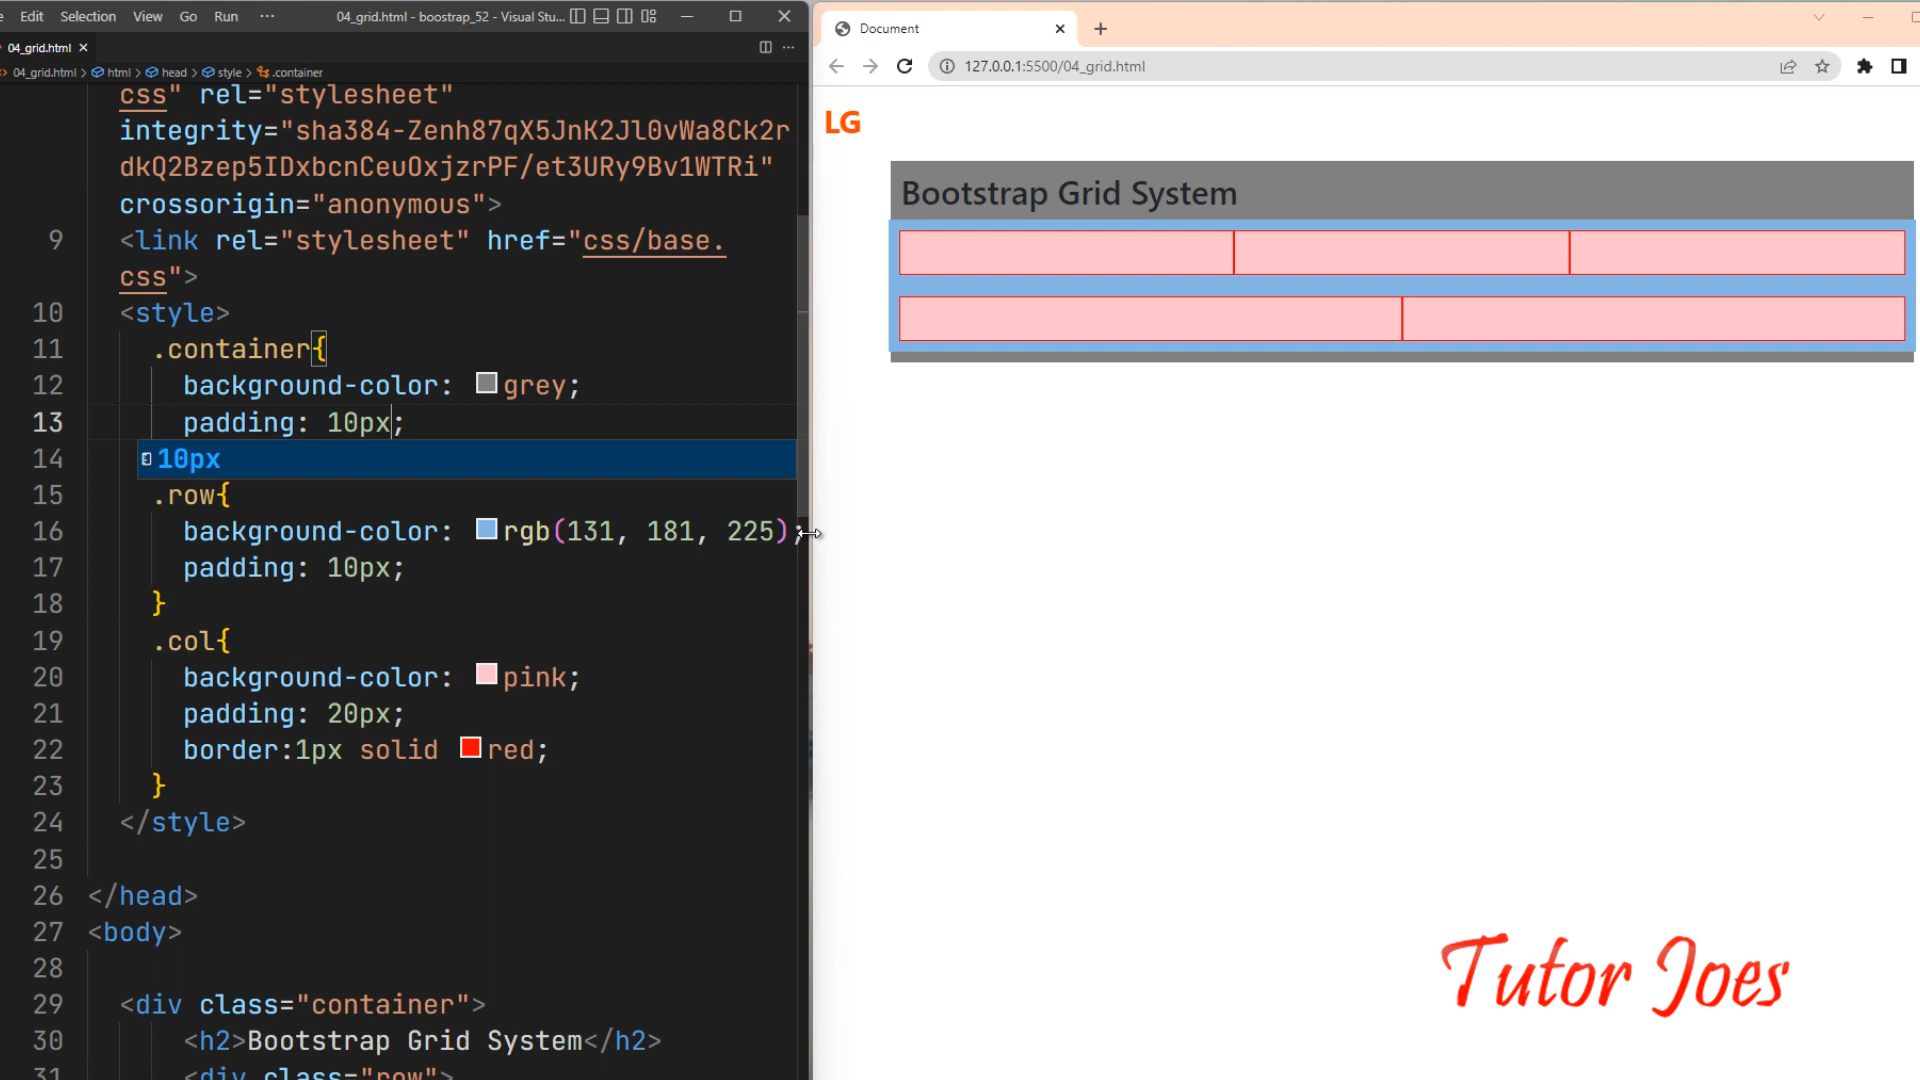 Edit Selection View Go Run ··· 04_grid.html - boostrap_52 - Visual Stu...
04_grid.html
04_grid.html > html > head > style > .container
css" rel="stylesheet"
integrity="sha384-Zenh87qX5JnK2Jl0vWa8Ck2r
dkQ2Bzep5IDxbcnCeuOxjzrPF/et3URy9Bv1WTRi"
crossorigin="anonymous">
9 <link rel="stylesheet" href="css/base.
css">
10 <style>
11 .container{
12 background-color: grey;
13 padding: 10px;
14 10px
15 .row{
16 background-color: rgb(131, 181, 225);
17 padding: 10px;
18 }
19 .col{
20 background-color: pink;
21 padding: 20px;
22 border:1px solid red;
23 }
24 </style>
25
26 </head>
27 <body>
28
29 <div class="container">
30 <h2>Bootstrap Grid System</h2>
31 <div class="row">
Document
127.0.0.1:5500/04_grid.html
LG
Bootstrap Grid System
Tutor Joes